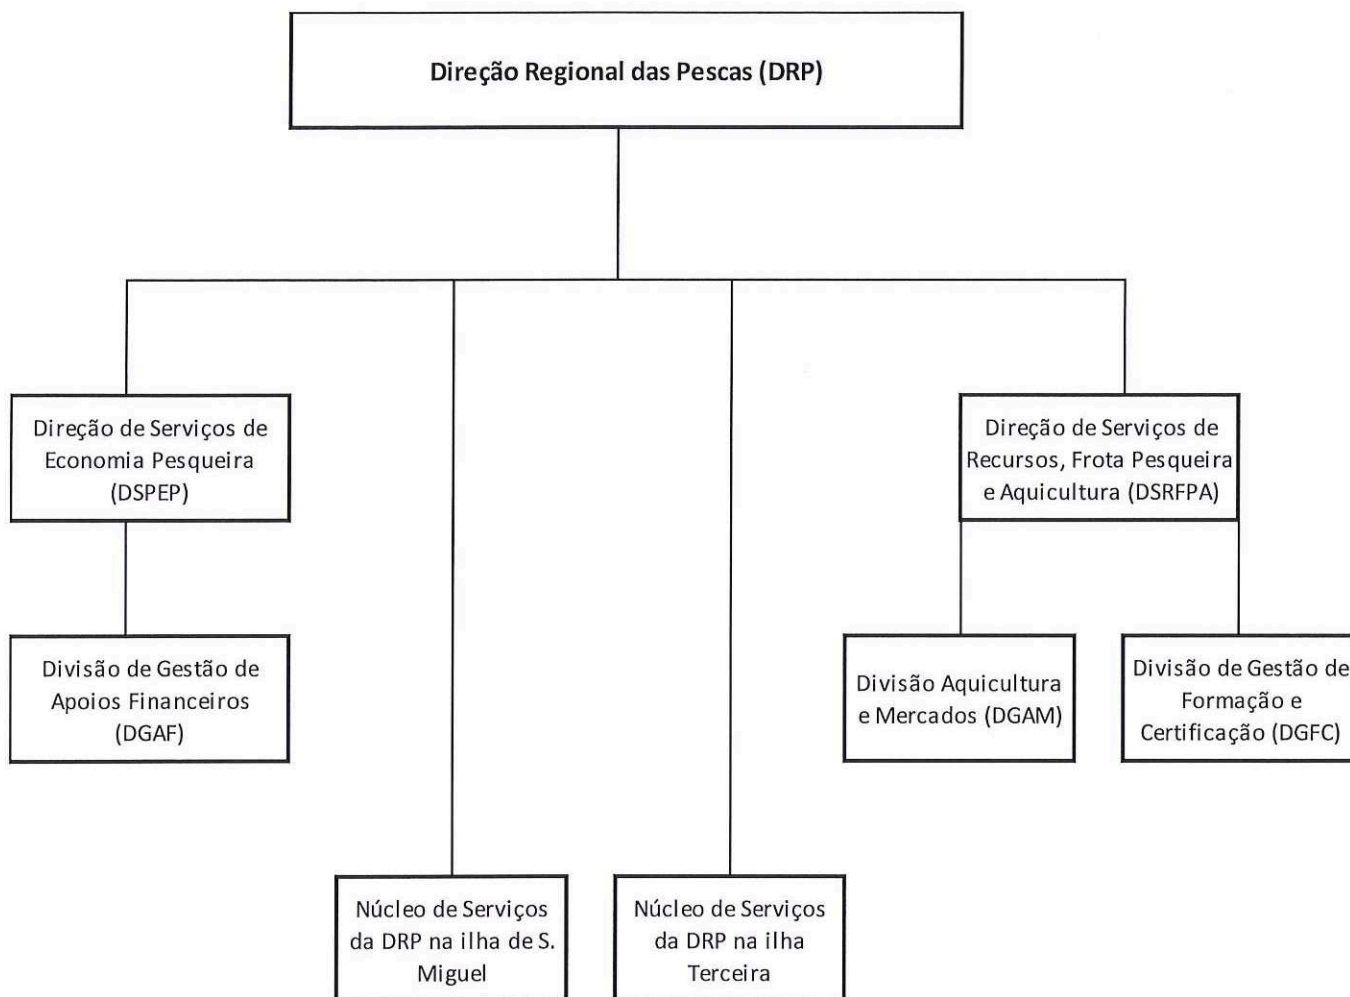 Direção Regional das Pescas (DRP)
Direção de Serviços de
Economia Pesqueira
(DSPEP)
Direção de Serviços de
Recursos, Frota Pesqueira
e Aquicultura (DSRFPA)
Divisão de Gestão de
Apoios Financeiros
(DGAF)
Divisão Aquicultura
e Mercados (DGAM)
Divisão de Gestão de
Formação e
Certificação (DGFC)
Núcleo de Serviços
da DRP na ilha de S.
Miguel
Núcleo de Serviços
da DRP na ilha
Terceira